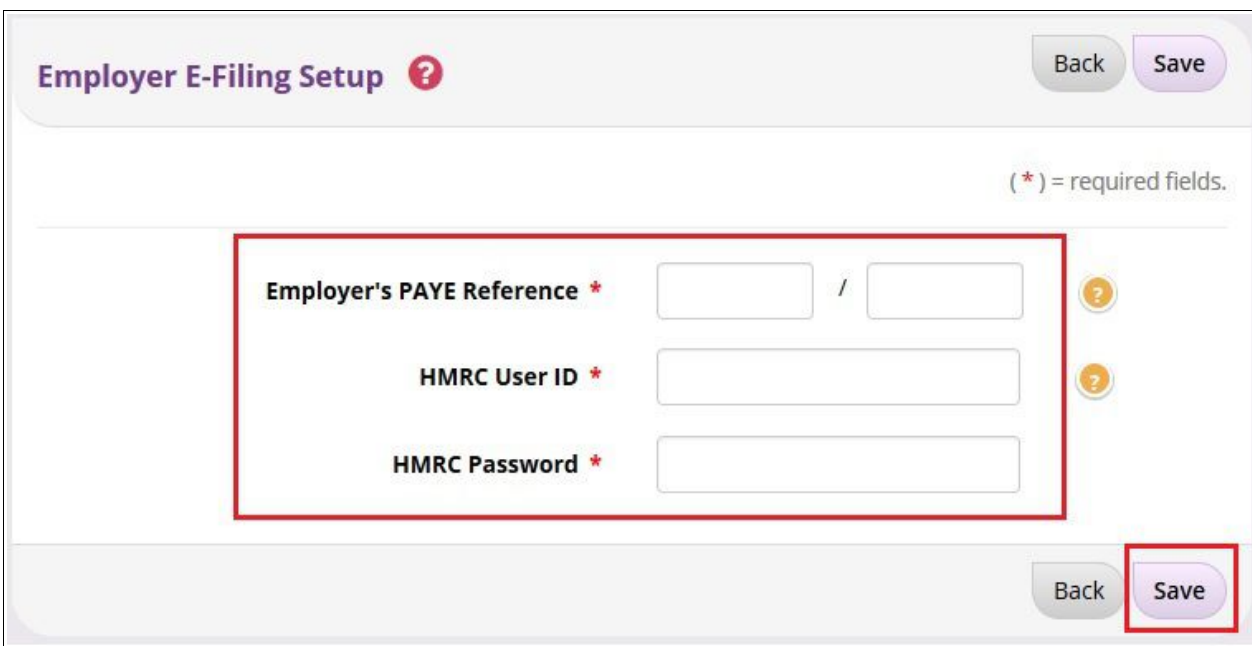 Employer E-Filing Setup ?
Back Save
( * ) = required fields.
Employer's PAYE Reference * / ?
HMRC User ID * ?
HMRC Password *
Back Save